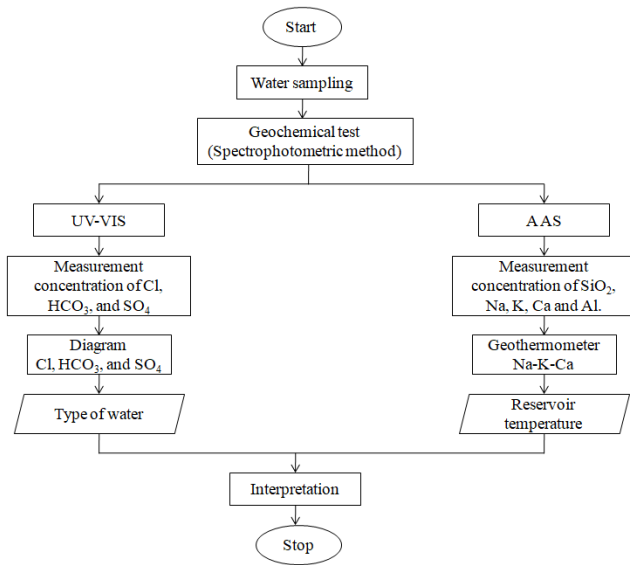 Start
Water sampling
Geochemical test
(Spectrophotometric method)
UV-VIS
AAS
Measurement
concentration of Cl,
HCO₃, and SO₄
Measurement
concentration of SiO₂,
Na, K, Ca and Al.
Diagram
Cl, HCO₃, and SO₄
Geothermometer
Na-K-Ca
Type of water
Reservoir
temperature
Interpretation
Stop